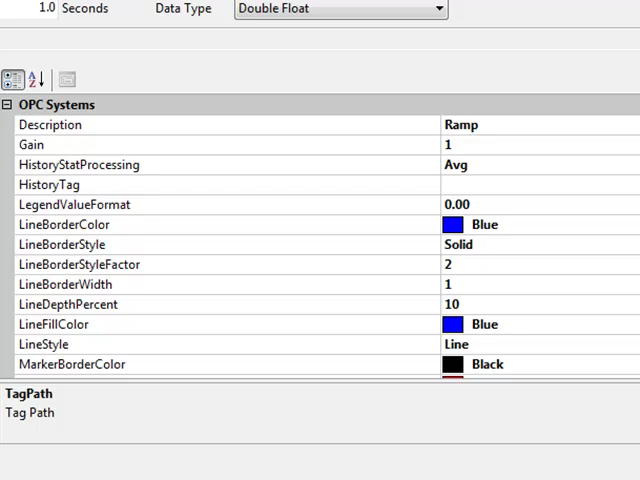 1.0 Seconds Data Type Double Float
OPC Systems
Description Ramp
Gain 1
HistoryStatProcessing Avg
HistoryTag
LegendValueFormat 0.00
LineBorderColor Blue
LineBorderStyle Solid
LineBorderStyleFactor 2
LineBorderWidth 1
LineDepthPercent 10
LineFillColor Blue
LineStyle Line
MarkerBorderColor Black
TagPath
Tag Path